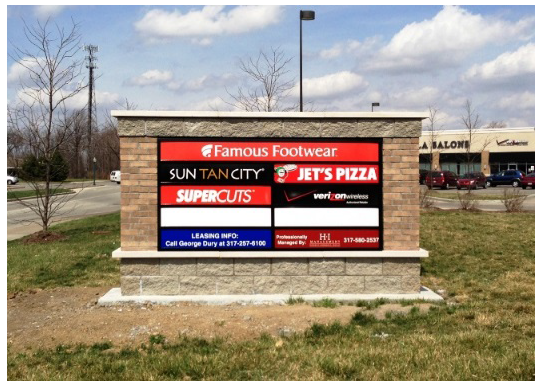 Famous Footwear
SUN TAN CITY
JET'S PIZZA
SUPERCUTS
verizon wireless
LEASING INFO:
Call George Dury at 317-257-6100
Professionally
Managed By:
MANAGEMENT
317-580-2537
LA SALONS